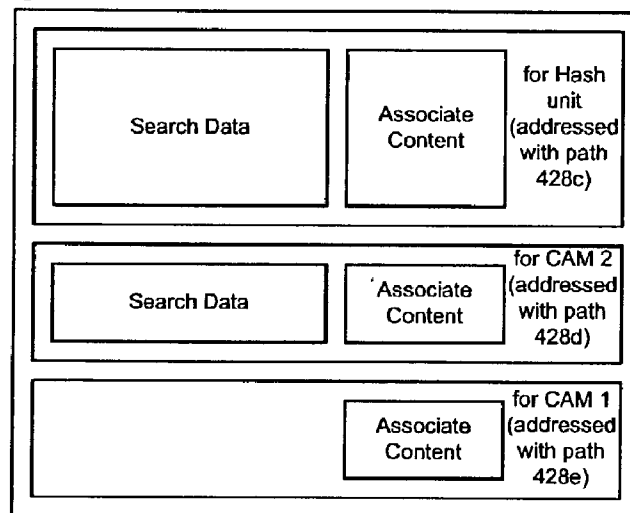 Search Data
Associate
Content
for Hash
unit
(addressed
with path
428c)
Search Data
Associate
Content
for CAM 2
(addressed
with path
428d)
Associate
Content
for CAM 1
(addressed
with path
428e)